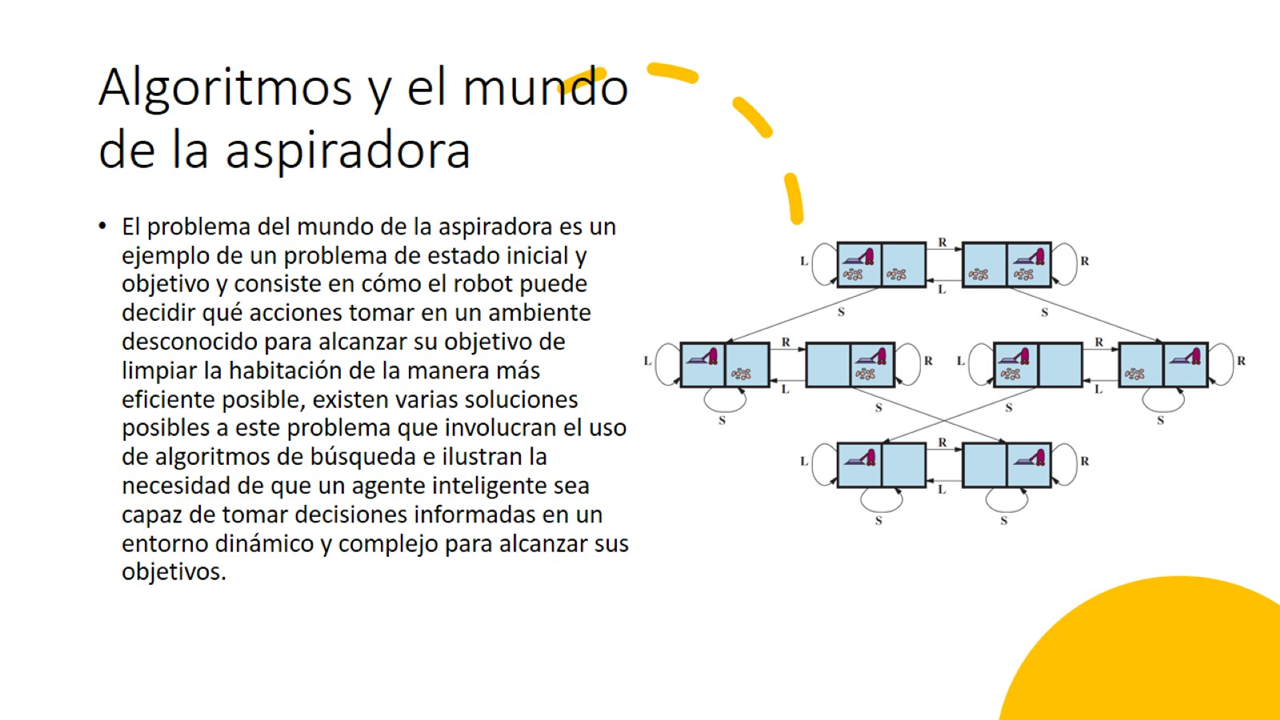 Algoritmos y el mundo
de la aspiradora
• El problema del mundo de la aspiradora es un
ejemplo de un problema de estado inicial y
objetivo y consiste en cómo el robot puede
decidir qué acciones tomar en un ambiente
desconocido para alcanzar su objetivo de
limpiar la habitación de la manera más
eficiente posible, existen varias soluciones
posibles a este problema que involucran el uso
de algoritmos de búsqueda e ilustran la
necesidad de que un agente inteligente sea
capaz de tomar decisiones informadas en un
entorno dinámico y complejo para alcanzar sus
objetivos.
R
L R
L
S S
R R
L R L R
L L
S S
S S
R
L R
L
S S